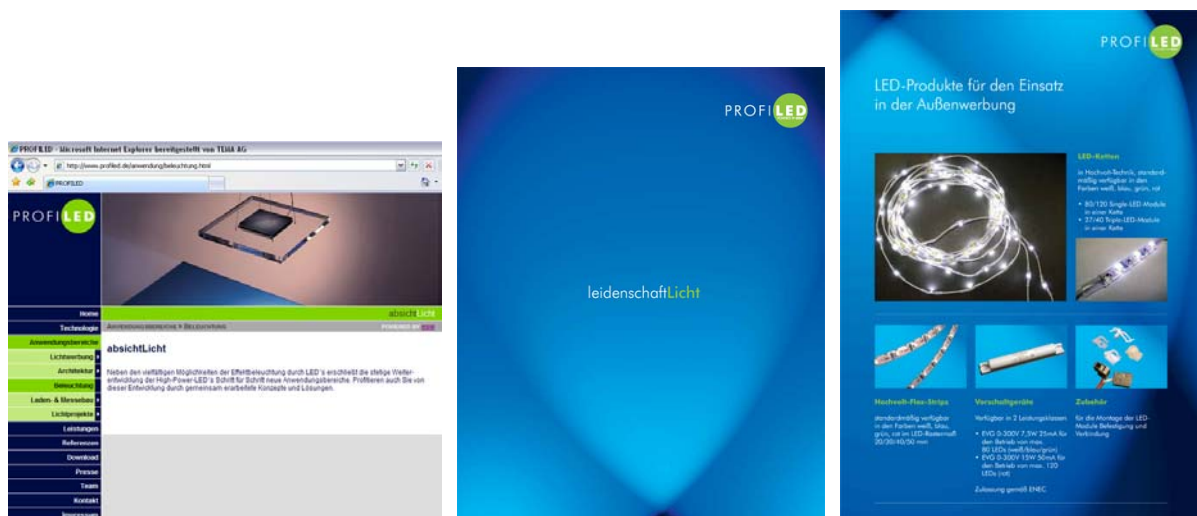 PROFILED - Microsoft Internet Explorer bereitgestellt von TEMA AG
http://www.profiled.de/anwendung/beleuchtung.html
PROFILED
PROFILED
absichtLicht
Home
Technologie
Anwendungsbereiche
Lichtwerbung
Architektur
Beleuchtung
Laden- & Messebau
Lichtprojekte
Leistungen
Referenzen
Download
Presse
Team
Kontakt
Impressum
ANWENDUNGSBEREICHE > BELEUCHTUNG
POWERED BY
absichtLicht
Neben den vielfältigen Möglichkeiten der Effektbeleuchtung durch LED´s erschließt die stetige Weiter-
entwicklung der High-Power-LED´s Schritt für Schritt neue Anwendungsbereiche. Profitieren auch Sie von
dieser Entwicklung durch gemeinsam erarbeitete Konzepte und Lösungen.
PROFILED
leidenschaftLicht
PROFILED
LED-Produkte für den Einsatz
in der Außenwerbung
LED-Ketten
in Hochvolt-Technik, standard-
mäßig verfügbar in den
Farben weiß, blau, grün, rot
• 80/120 Single-LED-Module
in einer Kette
• 37/40 Triple-LED-Module
in einer Kette
Hochvolt-Flex-Strips
standardmäßig verfügbar
in den Farben weiß, blau,
grün, rot im LED-Rastermaß
20/30/40/50 mm
Vorschaltgeräte
Verfügbar in 2 Leistungsklassen
• EVG 0-300V 7,5W 25mA für
den Betrieb von max.
80 LEDs (weiß/blau/grün)
• EVG 0-300V 15W 50mA für
den Betrieb von max. 120
LEDs (rot)
Zulassung gemäß ENEC
Zubehör
für die Montage der LED-
Module Befestigung und
Verbindung